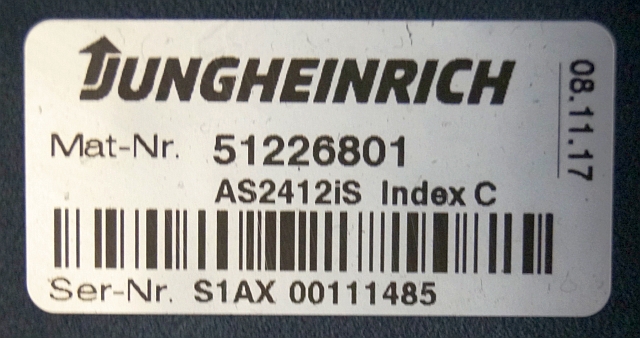 JUNGHEINRICH
08.11.17
Mat-Nr. 51226801
AS2412iS Index C
Ser-Nr. S1AX 00111485